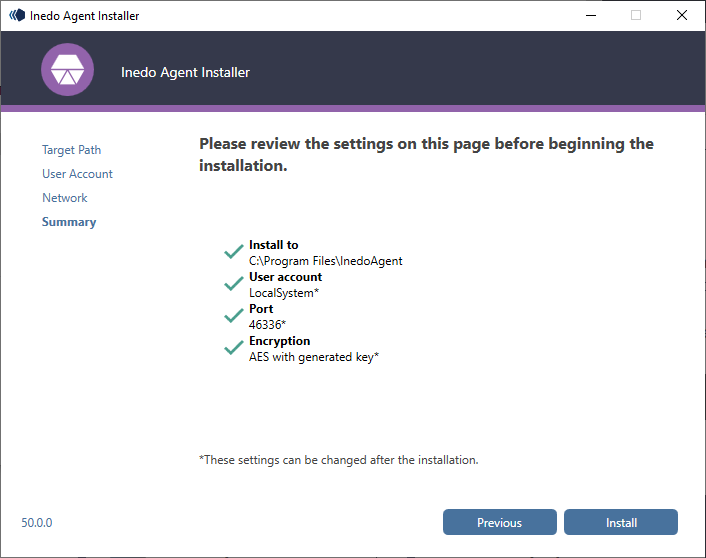 Inedo Agent Installer
Inedo Agent Installer
Target Path
User Account
Network
Summary
Please review the settings on this page before beginning the
installation.
Install to
C:\Program Files\InedoAgent
User account
LocalSystem*
Port
46336*
Encryption
AES with generated key*
*These settings can be changed after the installation.
50.0.0
Previous
Install